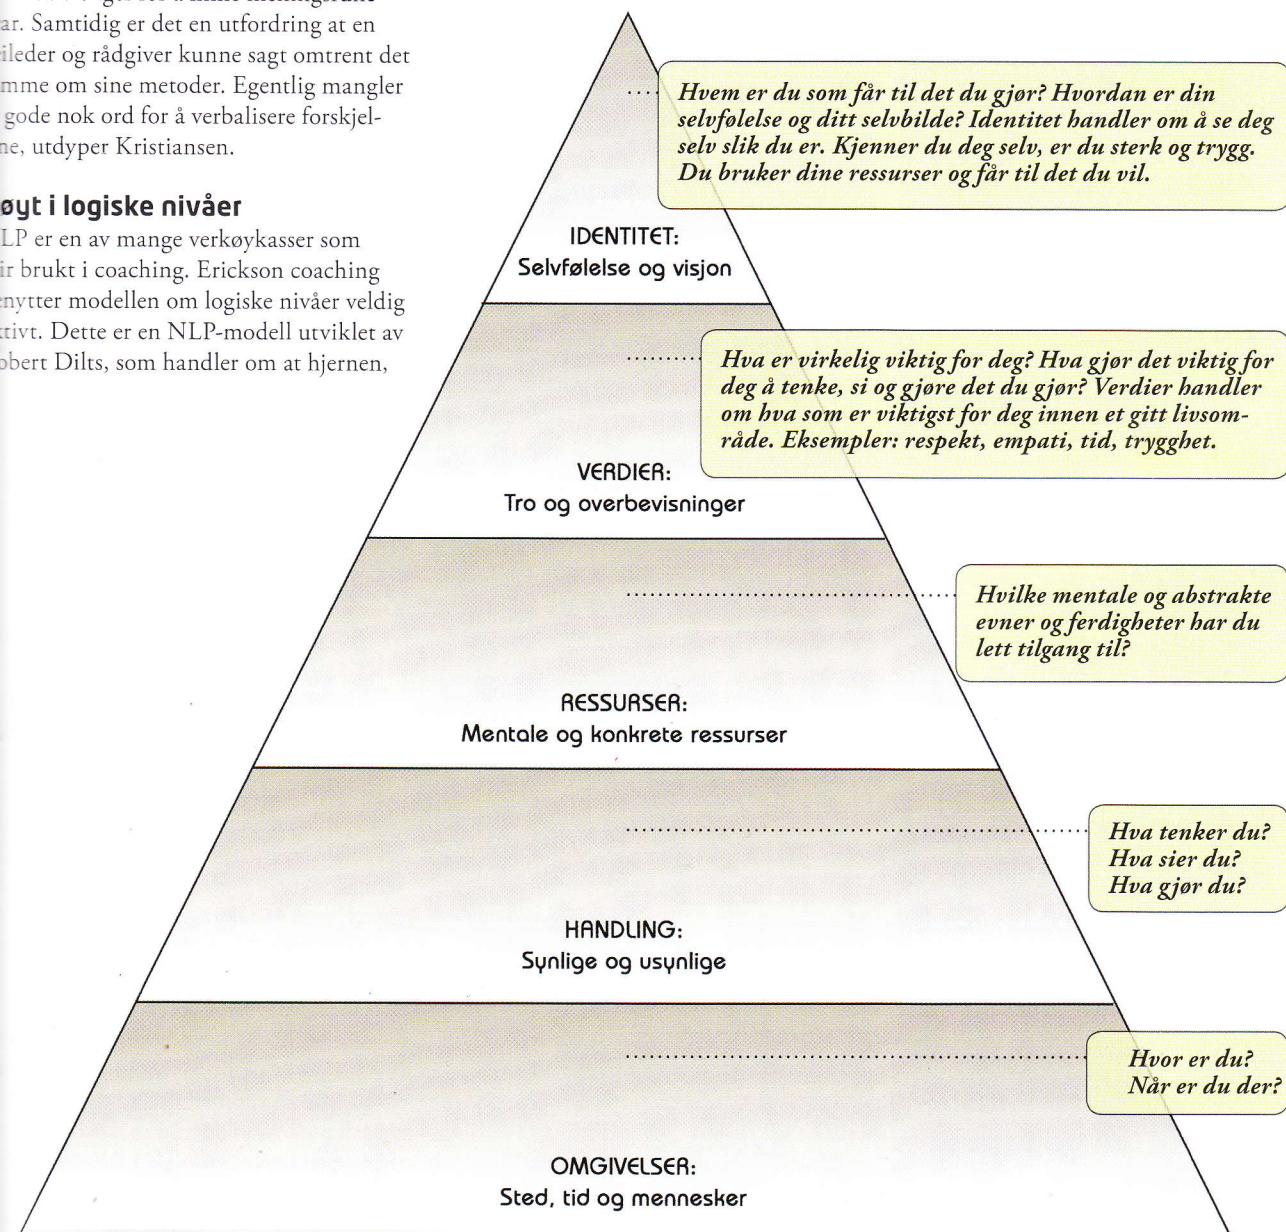 ar. Samtidig er det en utfordring at en
ileder og rådgiver kunne sagt omtrent det
mme om sine metoder. Egentlig mangler
gode nok ord for å verbalisere forskjel-
ne, utdyper Kristiansen.
øyt i logiske nivåer
LP er en av mange verkøykasser som
ir brukt i coaching. Erickson coaching
enytter modellen om logiske nivåer veldig
tivt. Dette er en NLP-modell utviklet av
obert Dilts, som handler om at hjernen,
Hvem er du som får til det du gjør? Hvordan er din
selvfølelse og ditt selvbilde? Identitet handler om å se deg
selv slik du er. Kjenner du deg selv, er du sterk og trygg.
Du bruker dine ressurser og får til det du vil.
IDENTITET:
Selvfølelse og visjon
Hva er virkelig viktig for deg? Hva gjør det viktig for
deg å tenke, si og gjøre det du gjør? Verdier handler
om hva som er viktigst for deg innen et gitt livsom-
råde. Eksempler: respekt, empati, tid, trygghet.
VERDIER:
Tro og overbevisninger
Hvilke mentale og abstrakte
evner og ferdigheter har du
lett tilgang til?
RESSURSER:
Mentale og konkrete ressurser
Hva tenker du?
Hva sier du?
Hva gjør du?
HANDLING:
Synlige og usynlige
Hvor er du?
Når er du der?
OMGIVELSER:
Sted, tid og mennesker